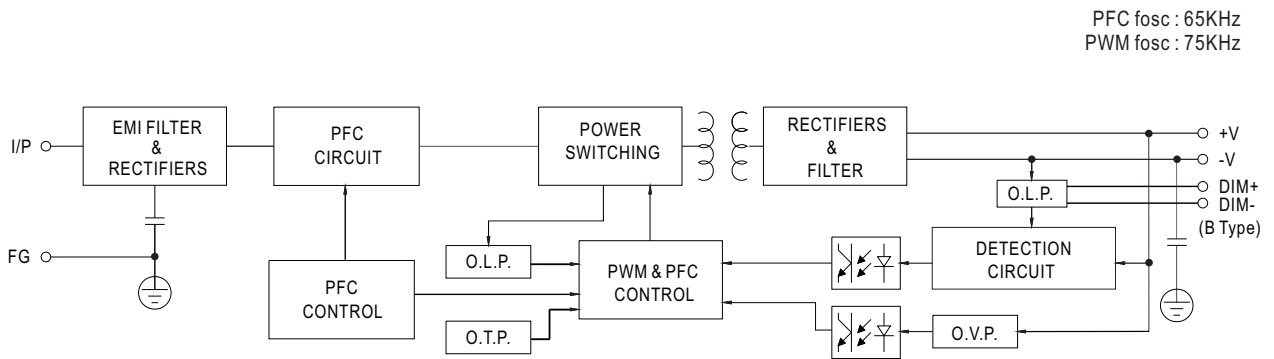 PFC fosc : 65KHz
PWM fosc : 75KHz
I/P
EMI FILTER
&
RECTIFIERS
PFC
CIRCUIT
POWER
SWITCHING
RECTIFIERS
&
FILTER
+V
-V
O.L.P.
DIM+
DIM-
(B Type)
FG
PFC
CONTROL
O.L.P.
O.T.P.
PWM & PFC
CONTROL
DETECTION
CIRCUIT
O.V.P.